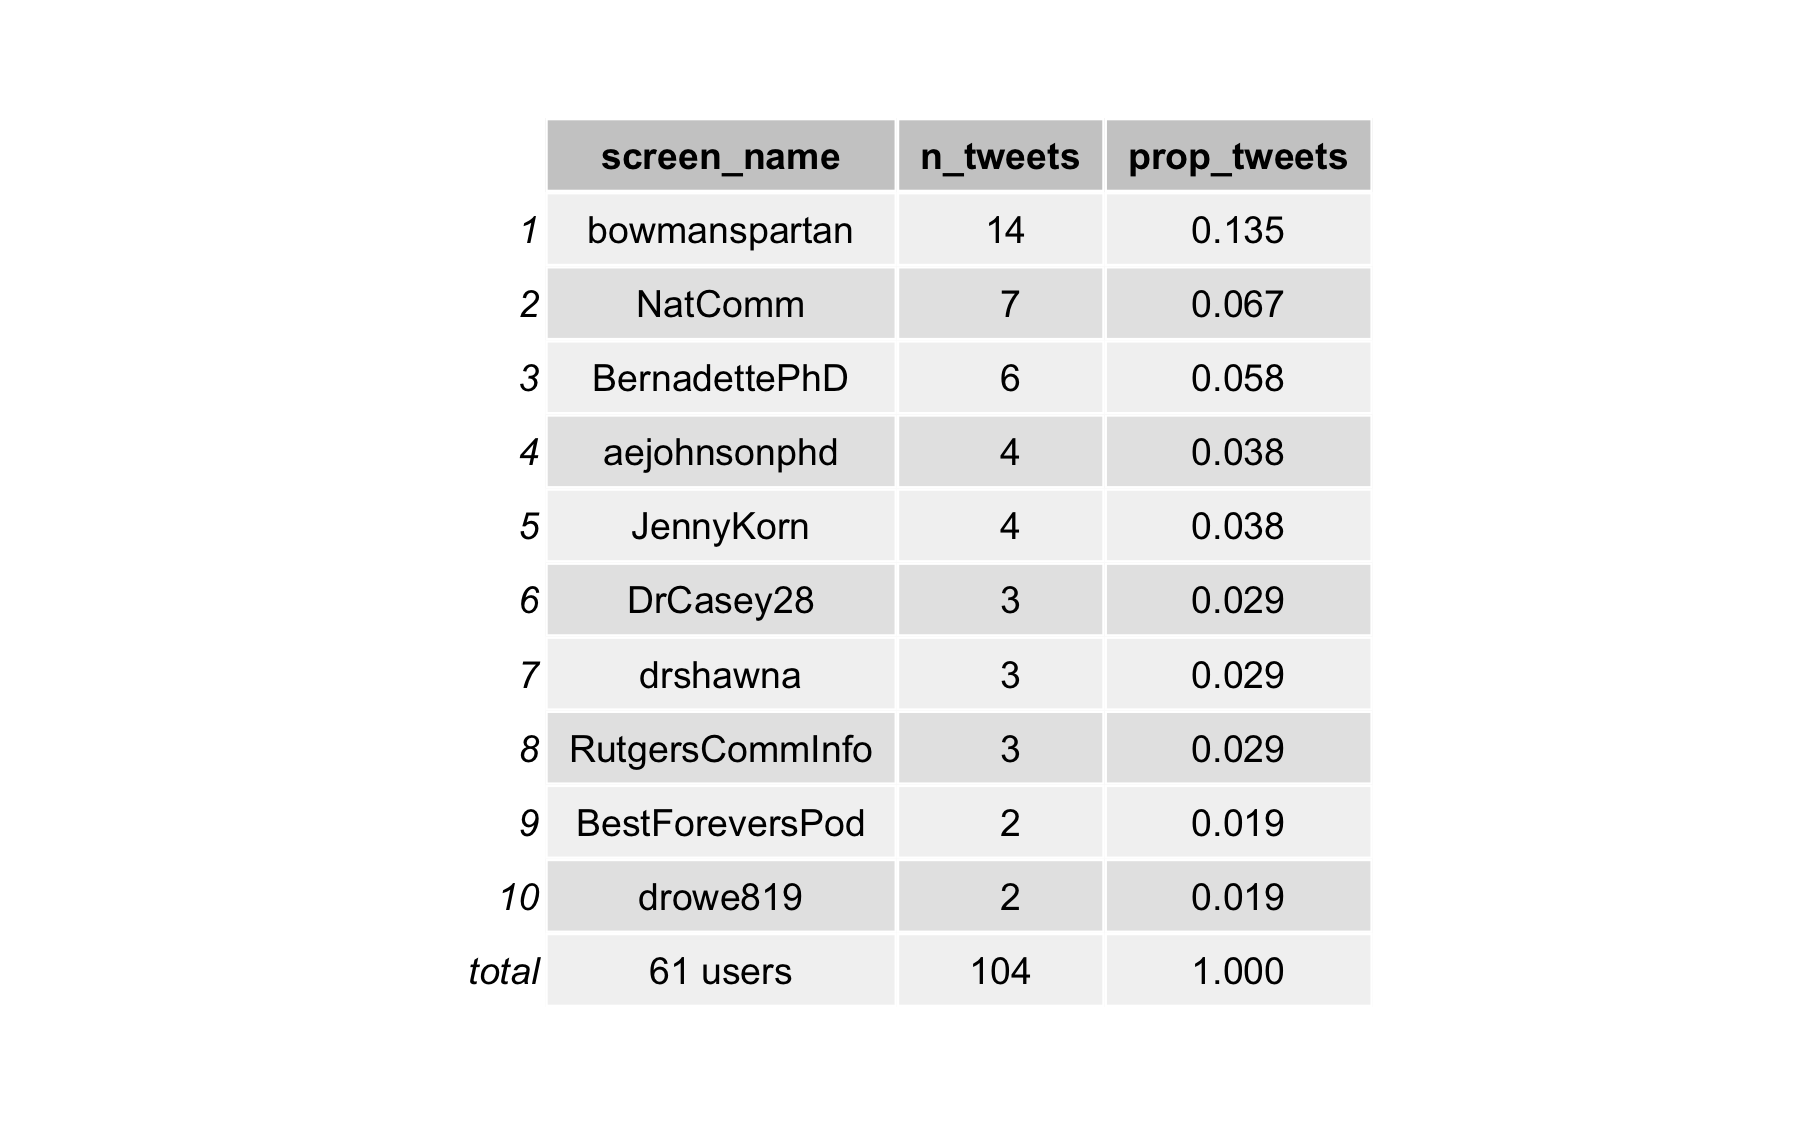 screen_name n_tweets prop_tweets
1 bowmanspartan 14 0.135
2 NatComm 7 0.067
3 BernadettePhD 6 0.058
4 aejohnsonphd 4 0.038
5 JennyKorn 4 0.038
6 DrCasey28 3 0.029
7 drshawna 3 0.029
8 RutgersCommInfo 3 0.029
9 BestForeversPod 2 0.019
10 drowe819 2 0.019
total 61 users 104 1.000